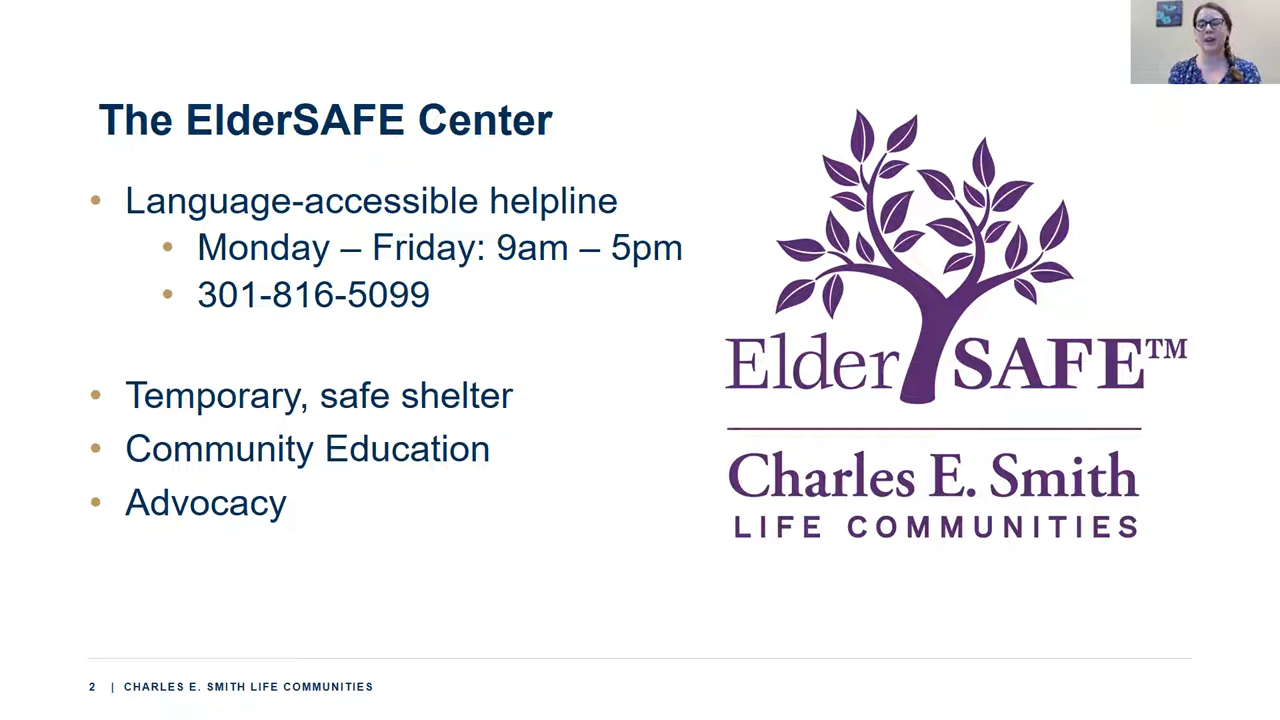 The ElderSAFE Center
• Language-accessible helpline
• Monday – Friday: 9am – 5pm
• 301-816-5099
• Temporary, safe shelter
• Community Education
• Advocacy
ElderSAFE™
Charles E. Smith
LIFE COMMUNITIES
2 | CHARLES E. SMITH LIFE COMMUNITIES